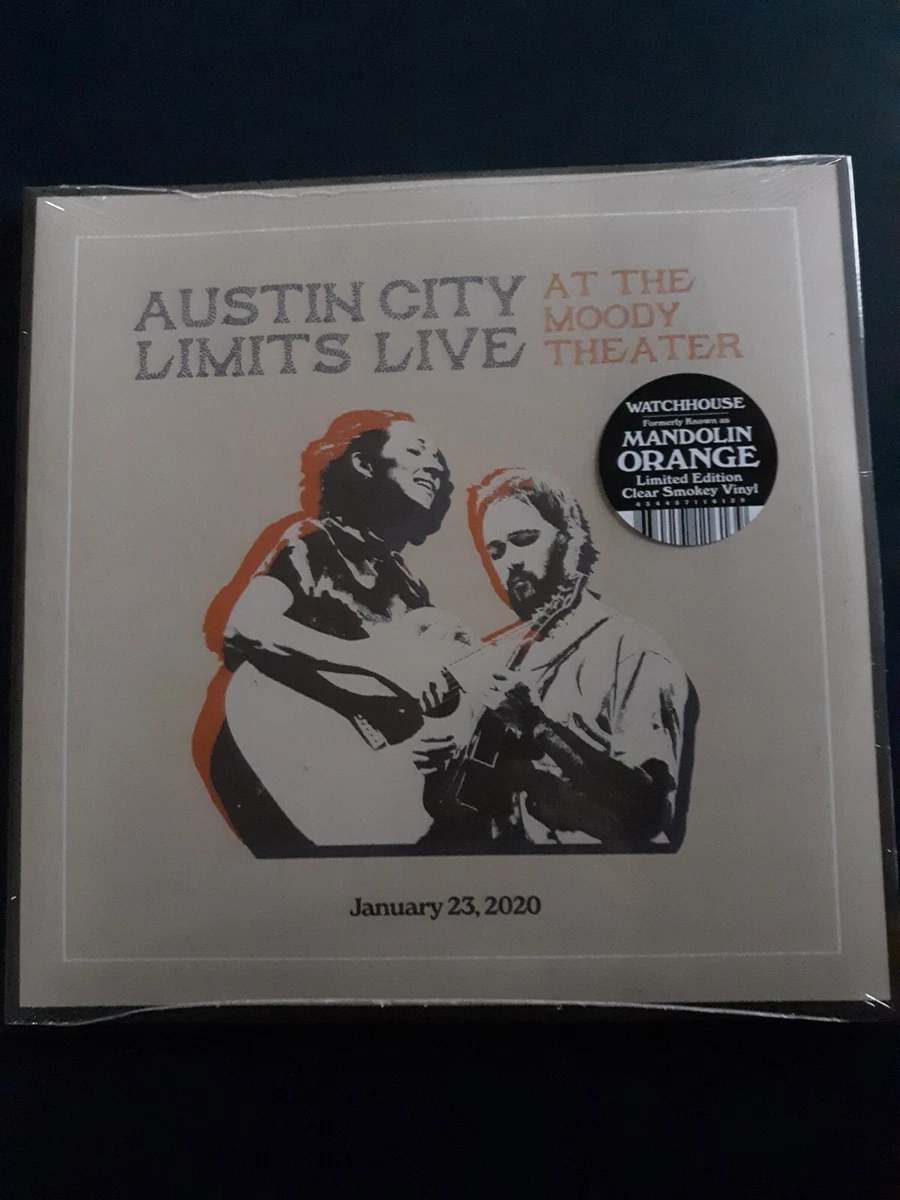 AUSTIN CITY
LIMITS LIVE
AT THE
MOODY
THEATER
WATCHHOUSE
Formerly Known as
MANDOLIN
ORANGE
Limited Edition
Clear Smokey Vinyl
January 23, 2020